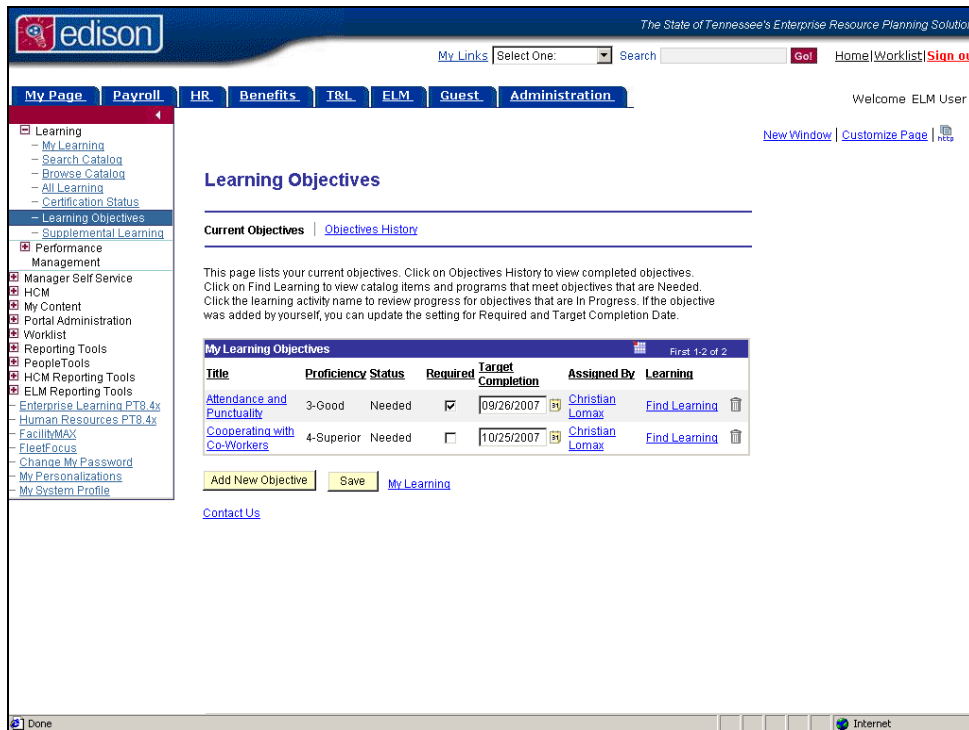 edison
The State of Tennessee's Enterprise Resource Planning Solution
My Links Select One: Search Go! Home|Worklist|Sign ou
My Page Payroll HR Benefits T&L ELM Guest Administration
Welcome ELM User
New Window | Customize Page | http
Learning
My Learning
Search Catalog
Browse Catalog
All Learning
Certification Status
Learning Objectives
Supplemental Learning
Performance
Management
Manager Self Service
HCM
My Content
Portal Administration
Worklist
Reporting Tools
PeopleTools
HCM Reporting Tools
ELM Reporting Tools
Enterprise Learning PT8.4x
Human Resources PT8.4x
FacilityMAX
FleetFocus
Change My Password
My Personalizations
My System Profile
Learning Objectives
Current Objectives | Objectives History
This page lists your current objectives. Click on Objectives History to view completed objectives.
Click on Find Learning to view catalog items and programs that meet objectives that are Needed.
Click the learning activity name to review progress for objectives that are In Progress. If the objective
was added by yourself, you can update the setting for Required and Target Completion Date.
My Learning Objectives First 1-2 of 2
Title Proficiency Status Required Target Completion Assigned By Learning
Attendance and Punctuality 3-Good Needed 09/26/2007 31 Christian Lomax Find Learning
Cooperating with Co-Workers 4-Superior Needed 10/25/2007 31 Christian Lomax Find Learning
Add New Objective Save My Learning
Contact Us
Done Internet